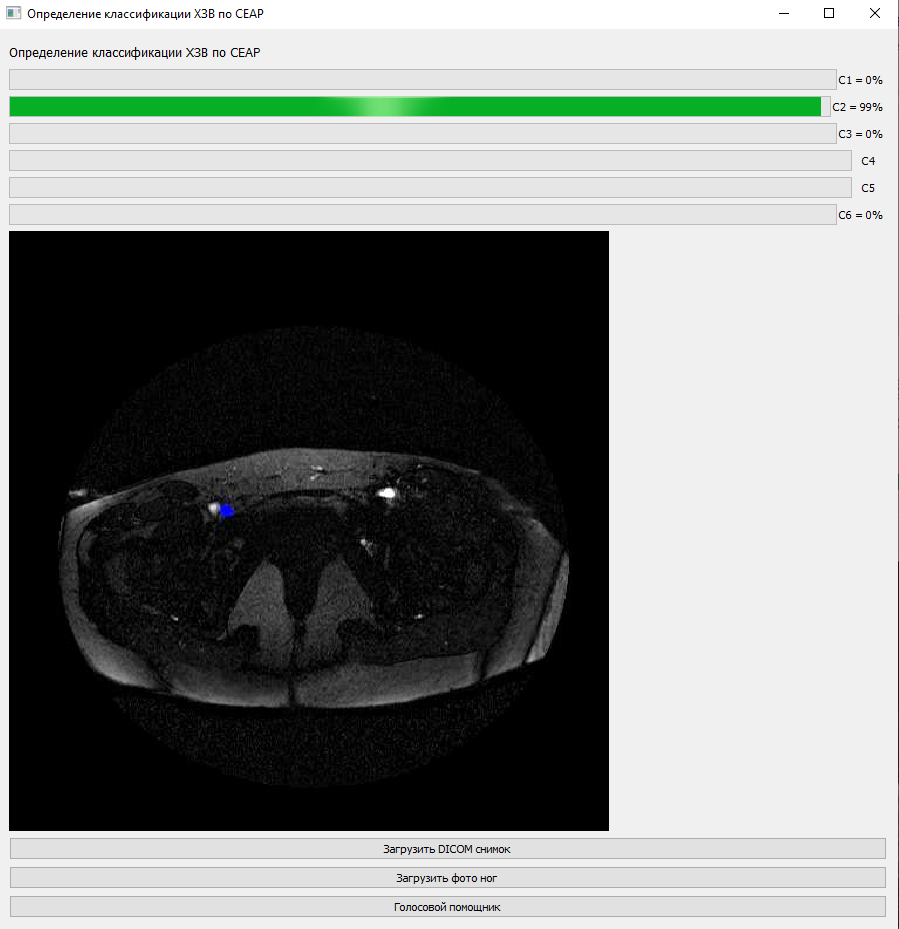 Определение классификации ХЗВ по CEAP
Определение классификации ХЗВ по CEAP
C1 = 0%
C2 = 99%
C3 = 0%
C4
C5
C6 = 0%
Загрузить DICOM снимок
Загрузить фото ног
Голосовой помощник